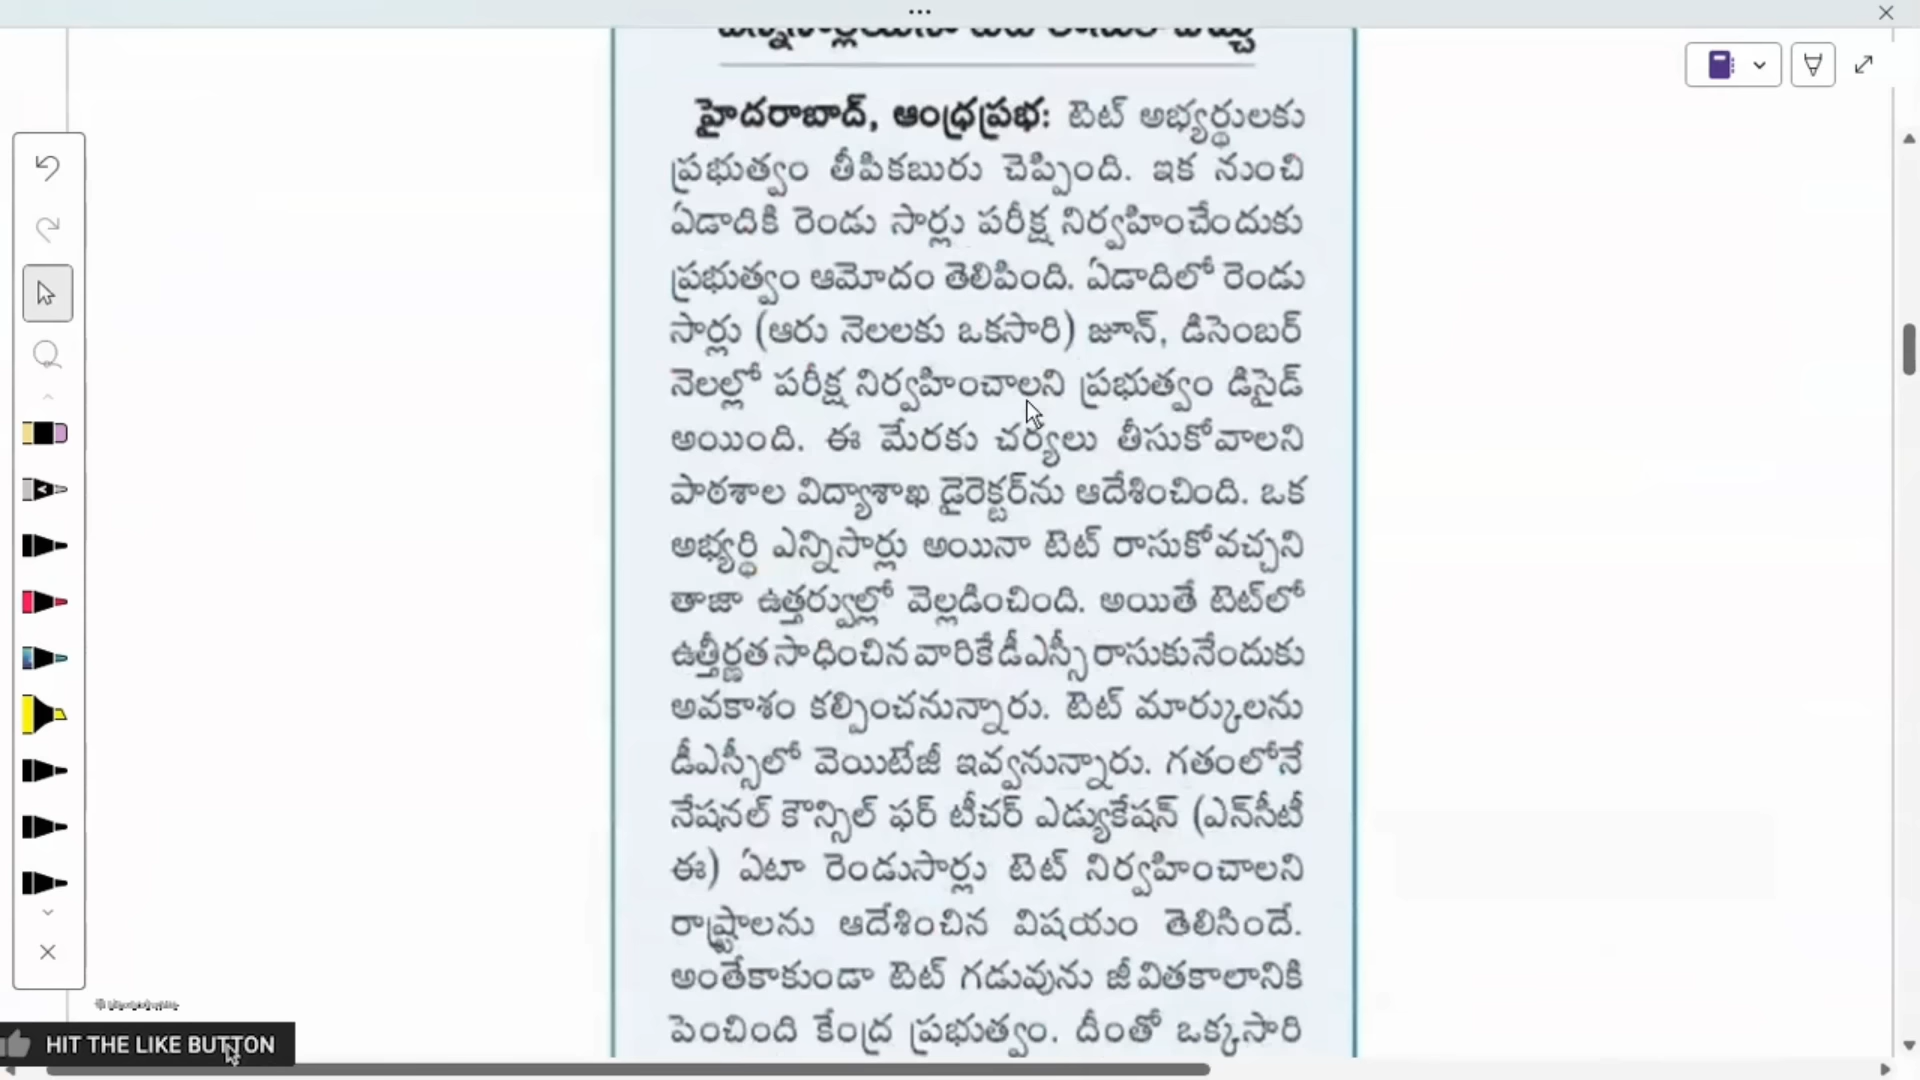 హైదరాబాద్, ఆంధ్రప్రభ: టెట్ అభ్యర్థులకు
ప్రభుత్వం తీపికబురు చెప్పింది. ఇక నుంచి
ఏడాదికి రెండు సార్లు పరీక్ష నిర్వహించేందుకు
ప్రభుత్వం ఆమోదం తెలిపింది. ఏడాదిలో రెండు
సార్లు (ఆరు నెలలకు ఒకసారి) జూన్, డిసెంబర్
నెలల్లో పరీక్ష నిర్వహించాలని ప్రభుత్వం డిసైడ్
అయింది. ఈ మేరకు చర్యలు తీసుకోవాలని
పాఠశాల విద్యాశాఖ డైరెక్టర్‌ను ఆదేశించింది. ఒక
అభ్యర్థి ఎన్నిసార్లు అయినా టెట్ రాసుకోవచ్చని
తాజా ఉత్తర్వుల్లో వెల్లడించింది. అయితే టెట్‌లో
ఉత్తీర్ణత సాధించిన వారికే డీఎస్సీ రాసుకునేందుకు
అవకాశం కల్పించనున్నారు. టెట్ మార్కులను
డీఎస్సీలో వెయిటేజీ ఇవ్వనున్నారు. గతంలోనే
నేషనల్ కౌన్సిల్ ఫర్ టీచర్ ఎడ్యుకేషన్ (ఎన్‌సీటీ
ఈ) ఏటా రెండుసార్లు టెట్ నిర్వహించాలని
రాష్ట్రాలను ఆదేశించిన విషయం తెలిసిందే.
అంతేకాకుండా టెట్ గడువును జీవితకాలానికి
పెంచింది కేంద్ర ప్రభుత్వం. దీంతో ఒక్కసారి
HIT THE LIKE BUTTON